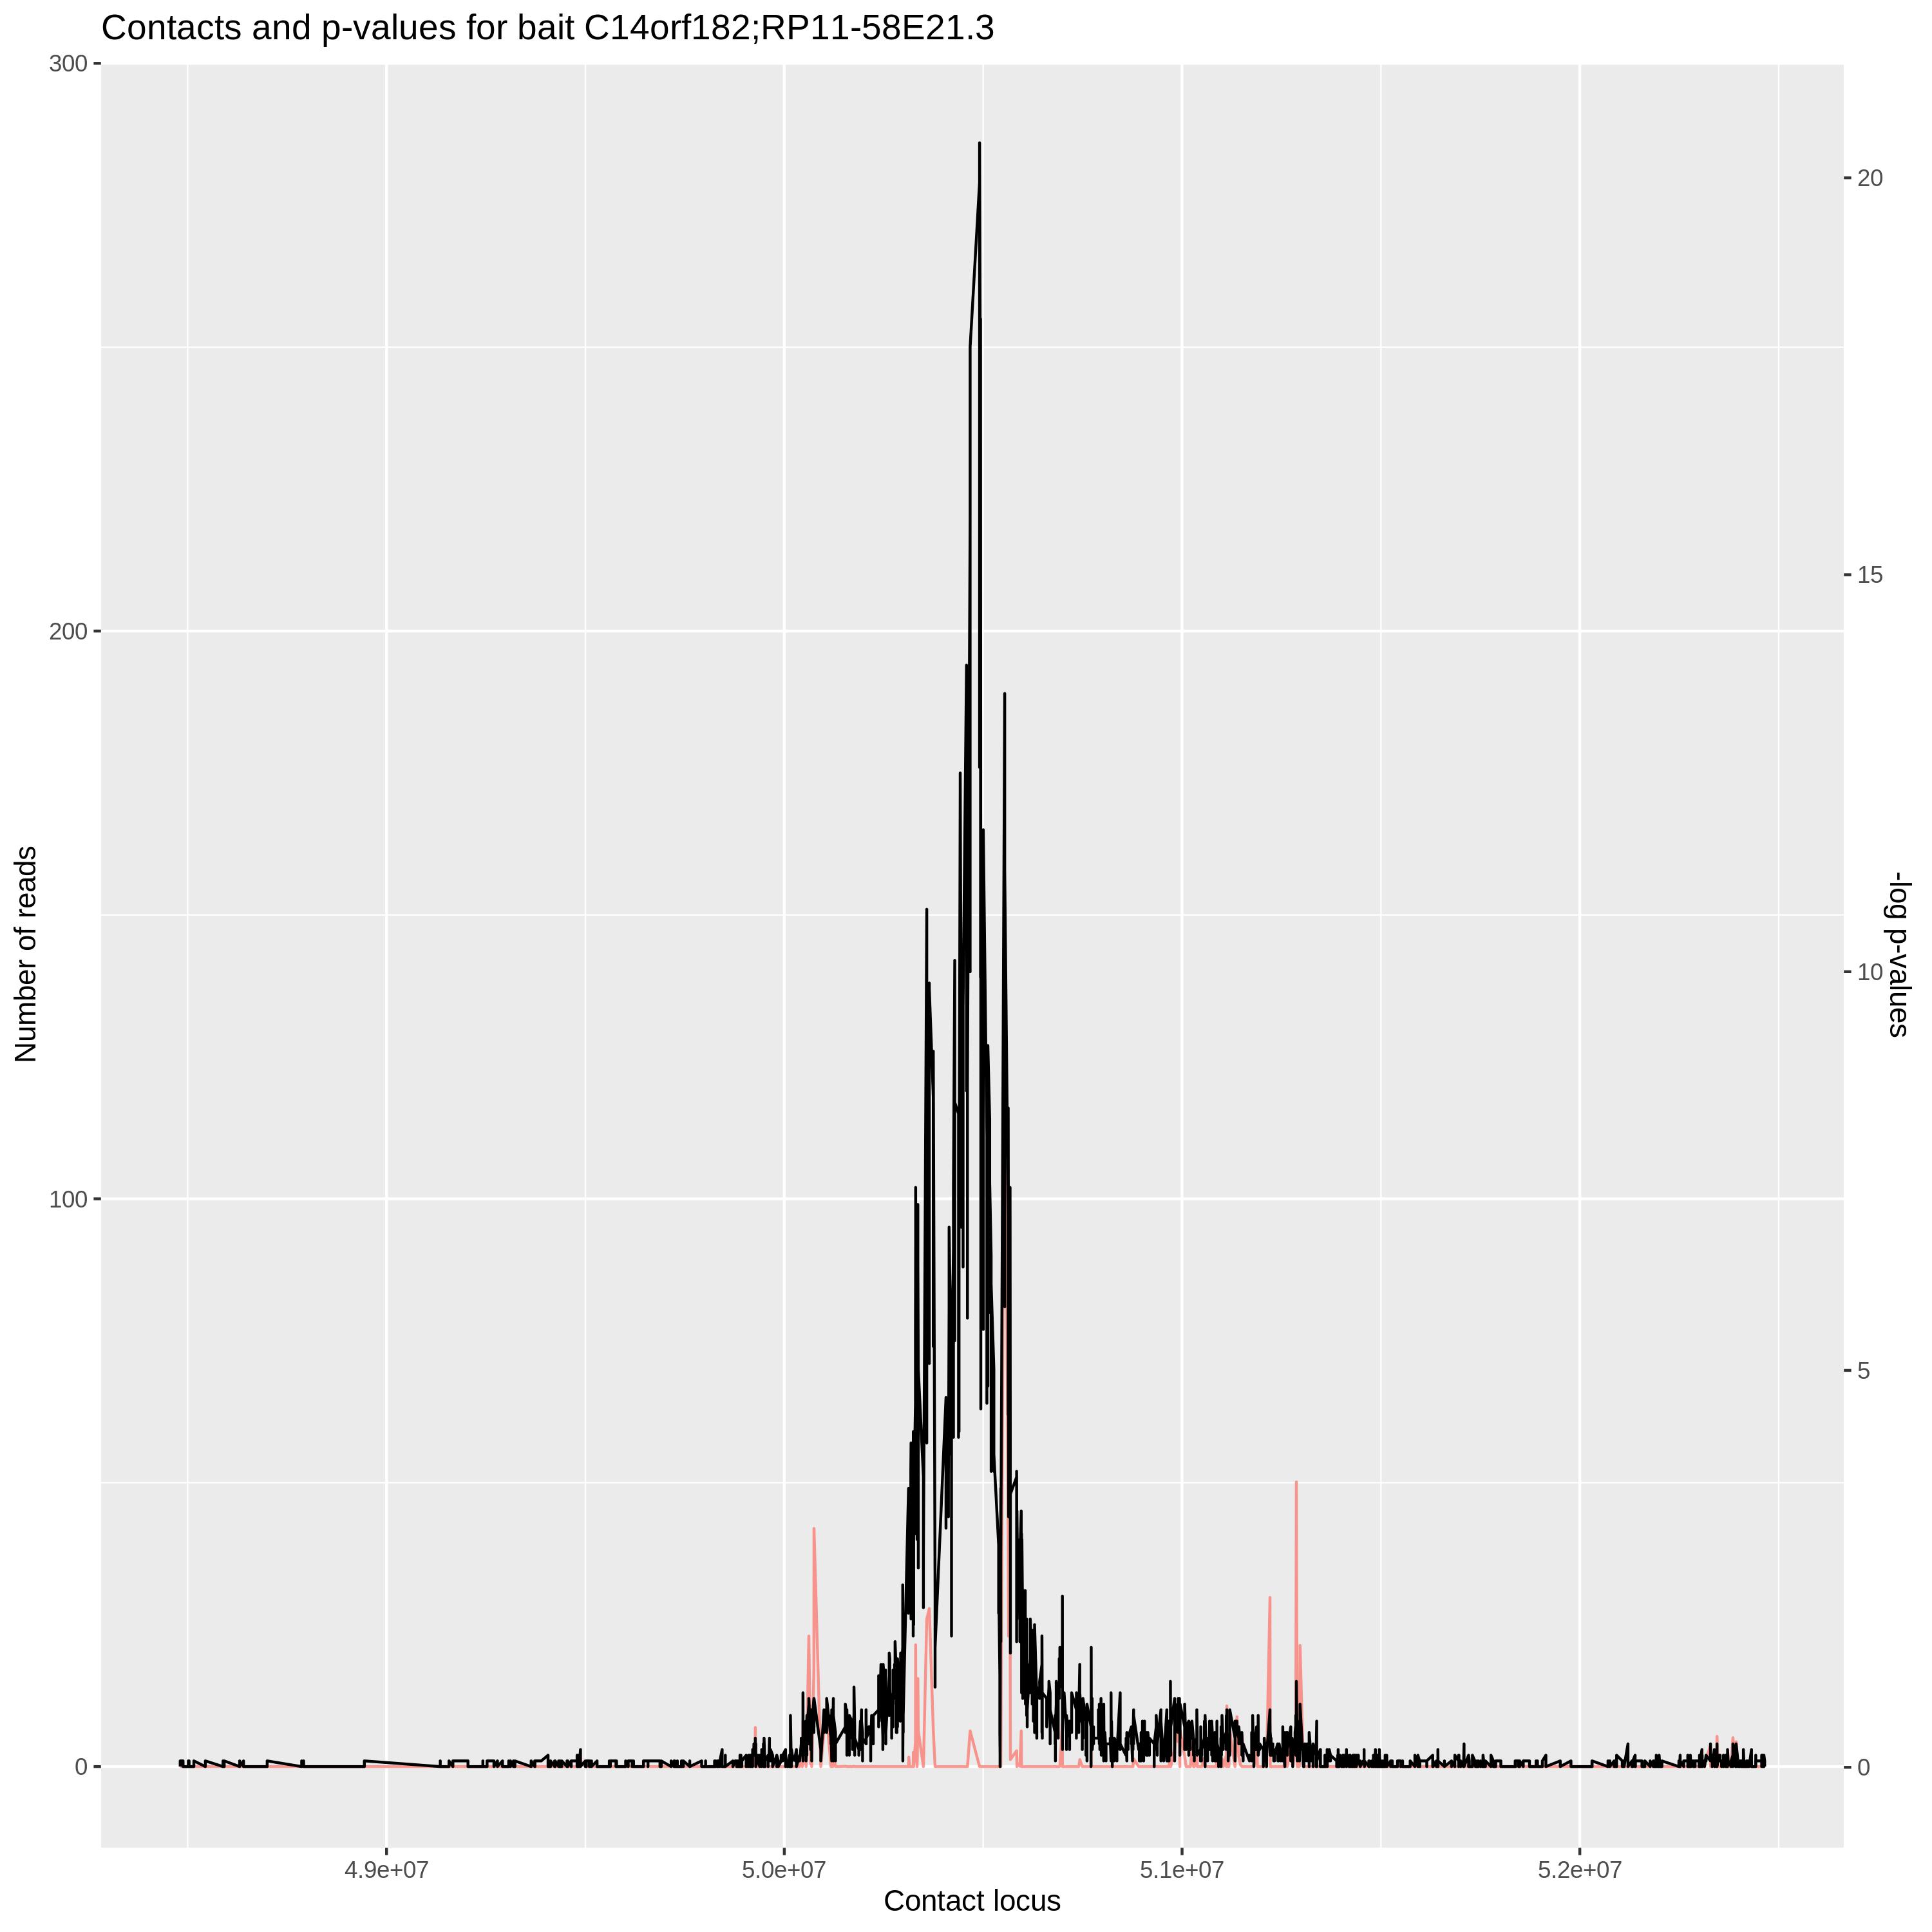 Contacts and p-values for bait C14orf182;RP11-58E21.3
300
200
100
0
Number of reads
20
15
10
5
0
-log p-values
4.9e+07
5.0e+07
5.1e+07
5.2e+07
Contact locus